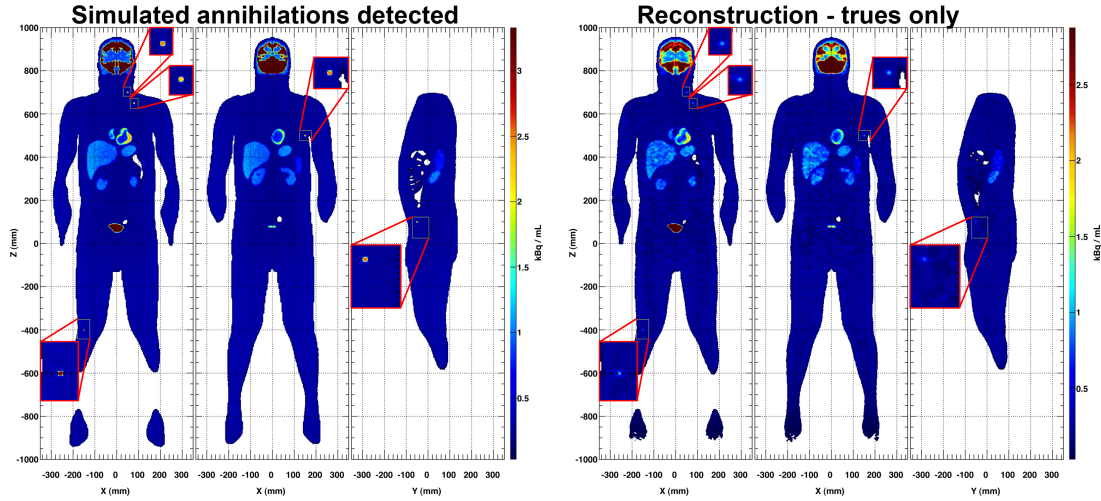 Simulated annihilations detected
Reconstruction - trues only
1000
800
600
400
200
0
-200
-400
-600
-800
-1000
Z (mm)
-300 -200 -100 0 100 200 300
X (mm)
-300 -200 -100 0 100 200 300
X (mm)
-300 -200 -100 0 100 200 300
Y (mm)
3
2.5
2
1.5
1
0.5
kBq / mL
1000
800
600
400
200
0
-200
-400
-600
-800
-1000
Z (mm)
-300 -200 -100 0 100 200 300
X (mm)
-300 -200 -100 0 100 200 300
X (mm)
-300 -200 -100 0 100 200 300
Y (mm)
2.5
2
1.5
1
0.5
kBq / mL